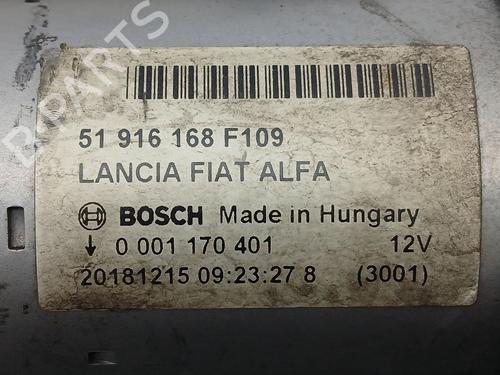 B-PARTS
51 916 168 F109
LANCIA FIAT ALFA
BOSCH Made in Hungary
0 001 170 401 12V
20181215 09:23:27 8 (3001)